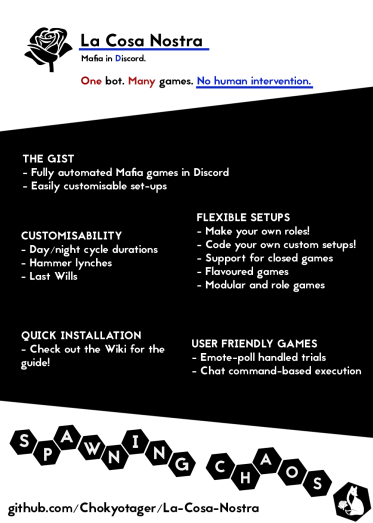 La Cosa Nostra
Mafia in Discord.
One bot. Many games. No human intervention.
THE GIST
- Fully automated Mafia games in Discord
- Easily customisable set-ups
CUSTOMISABILITY
- Day/night cycle durations
- Hammer lynches
- Last Wills
FLEXIBLE SETUPS
- Make your own roles!
- Code your own custom setups!
- Support for closed games
- Flavoured games
- Modular and role games
QUICK INSTALLATION
- Check out the Wiki for the
guide!
USER FRIENDLY GAMES
- Emote-poll handled trials
- Chat command-based execution
SPAWNING CHAOS
github.com/Chokyotager/La-Cosa-Nostra